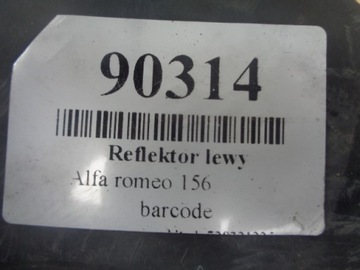 90314
Reflektor lewy
Alfa romeo 156
barcode